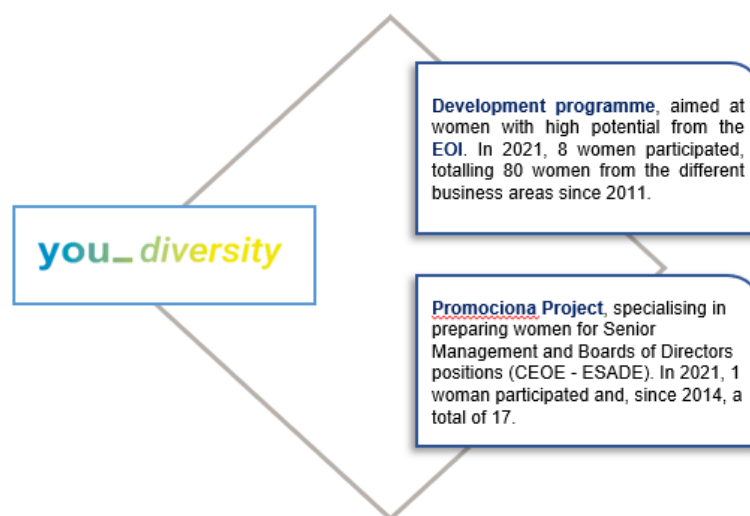 you_diversity
Development programme, aimed at
women with high potential from the
EOI. In 2021, 8 women participated,
totalling 80 women from the different
business areas since 2011.
Promociona Project, specialising in
preparing women for Senior
Management and Boards of Directors
positions (CEOE - ESADE). In 2021, 1
woman participated and, since 2014, a
total of 17.